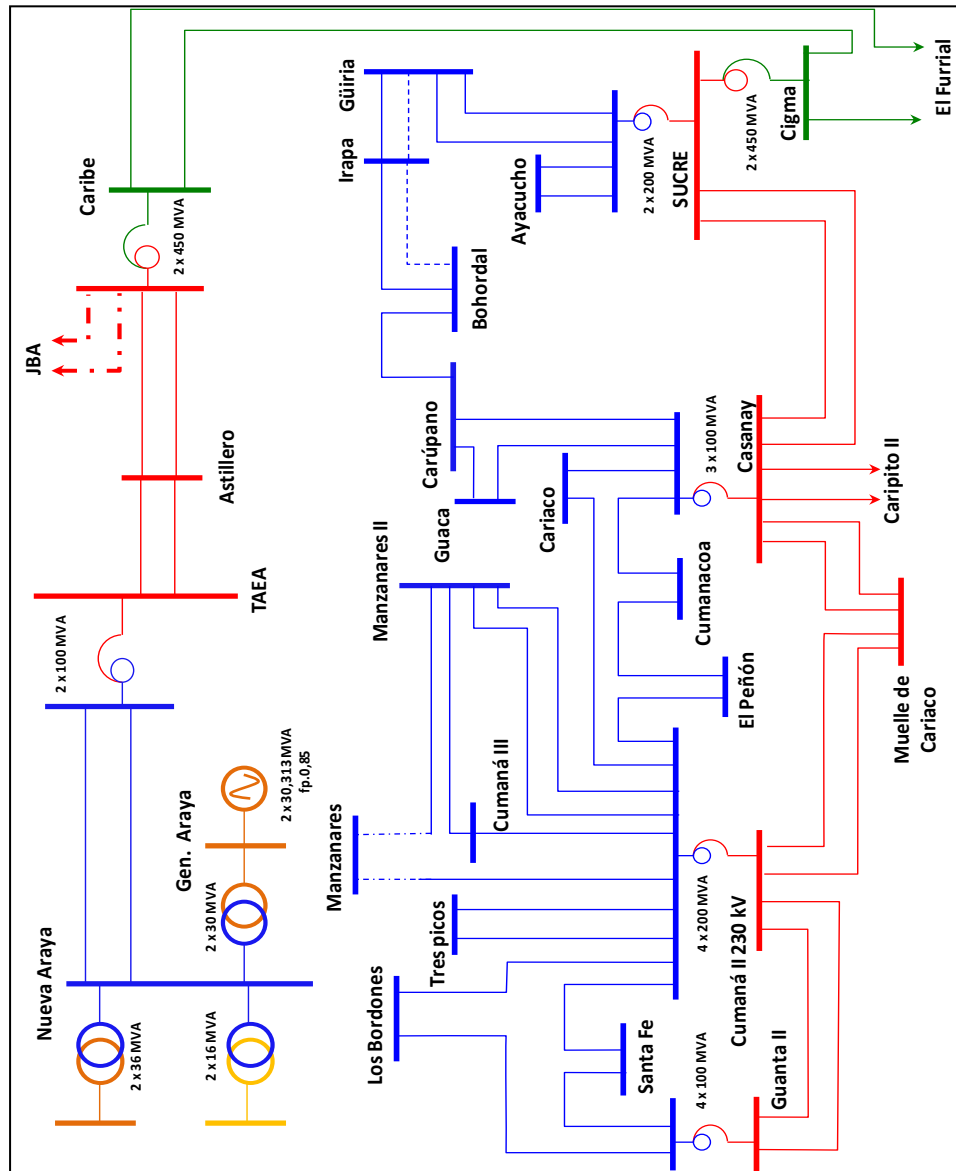 Nueva Araya
2 x 36 MVA
2 x 16 MVA
2 x 30 MVA
Gen. Araya
2 x 30,313 MVA
fp.0,85
2 x 100 MVA
TAEA
Astillero
JBA
2 x 450 MVA
Caribe
Los Bordones
Santa Fe
4 x 100 MVA
Guanta II
Tres picos
Manzanares
Cumaná III
4 x 200 MVA
Cumaná II 230 kV
Manzanares II
El Peñón
Cumanacoa
Muelle de
Cariaco
Guaca
Carúpano
Cariaco
3 x 100 MVA
Casanay
Caripito II
Bohordal
Irapa
Güiria
Ayacucho
2 x 200 MVA
SUCRE
2 x 450 MVA
Cigma
El Furrial